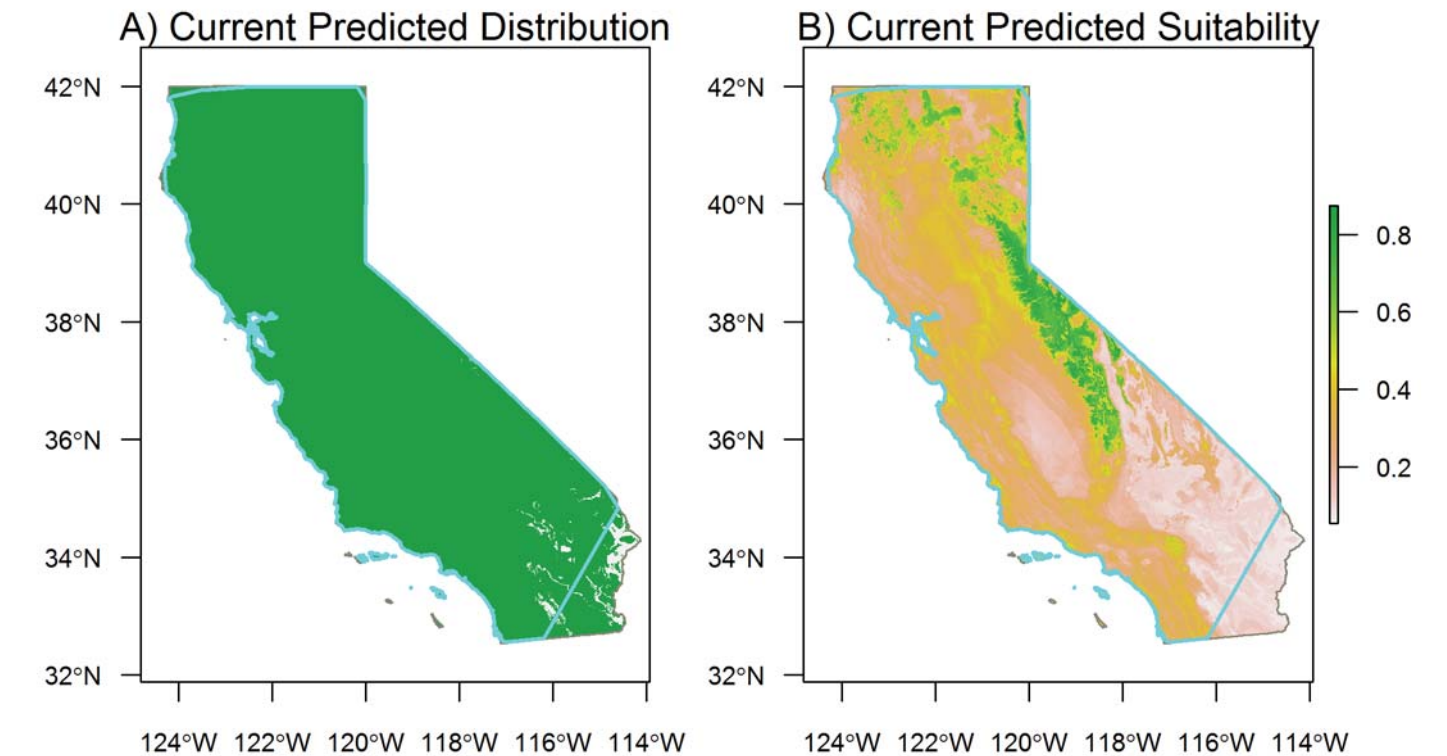 A) Current Predicted Distribution
B) Current Predicted Suitability
42°N
40°N
38°N
36°N
34°N
32°N
124°W 122°W 120°W 118°W 116°W 114°W
42°N
40°N
38°N
36°N
34°N
32°N
124°W 122°W 120°W 118°W 116°W 114°W
0.8
0.6
0.4
0.2